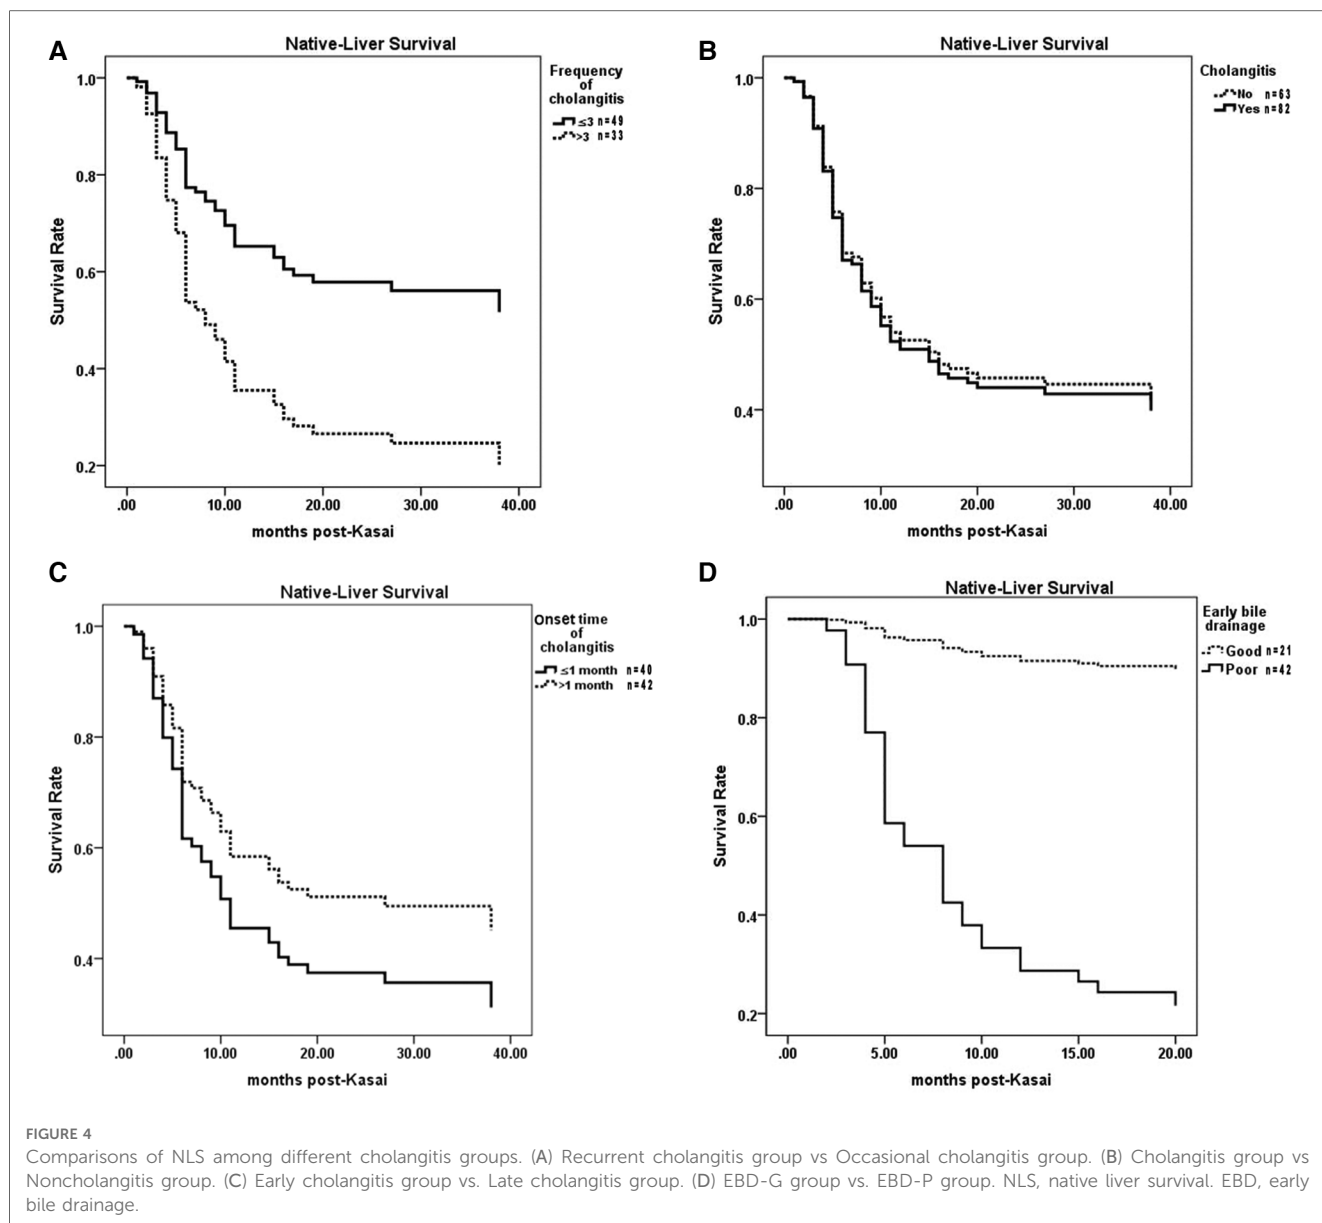 A
Native-Liver Survival
Frequency
of
cholangitis
≤3 n=49
>3 n=33
1.0
0.8
0.6
0.4
0.2
Survival Rate
.00 10.00 20.00 30.00 40.00
months post-Kasai
B
Native-Liver Survival
Cholangitis
No n=63
Yes n=82
1.0
0.8
0.6
0.4
Survival Rate
.00 10.00 20.00 30.00 40.00
months post-Kasai
C
Native-Liver Survival
Onset time
of
cholangitis
≤1 month n=40
>1 month n=42
1.0
0.8
0.6
0.4
Survival Rate
.00 10.00 20.00 30.00 40.00
months post-Kasai
D
Native-Liver Survival
Early bile
drainage
Good n=21
Poor n=42
1.0
0.8
0.6
0.4
0.2
Survival Rate
.00 5.00 10.00 15.00 20.00
months post-Kasai
FIGURE 4
Comparisons of NLS among different cholangitis groups. (A) Recurrent cholangitis group vs Occasional cholangitis group. (B) Cholangitis group vs
Noncholangitis group. (C) Early cholangitis group vs. Late cholangitis group. (D) EBD-G group vs. EBD-P group. NLS, native liver survival. EBD, early
bile drainage.